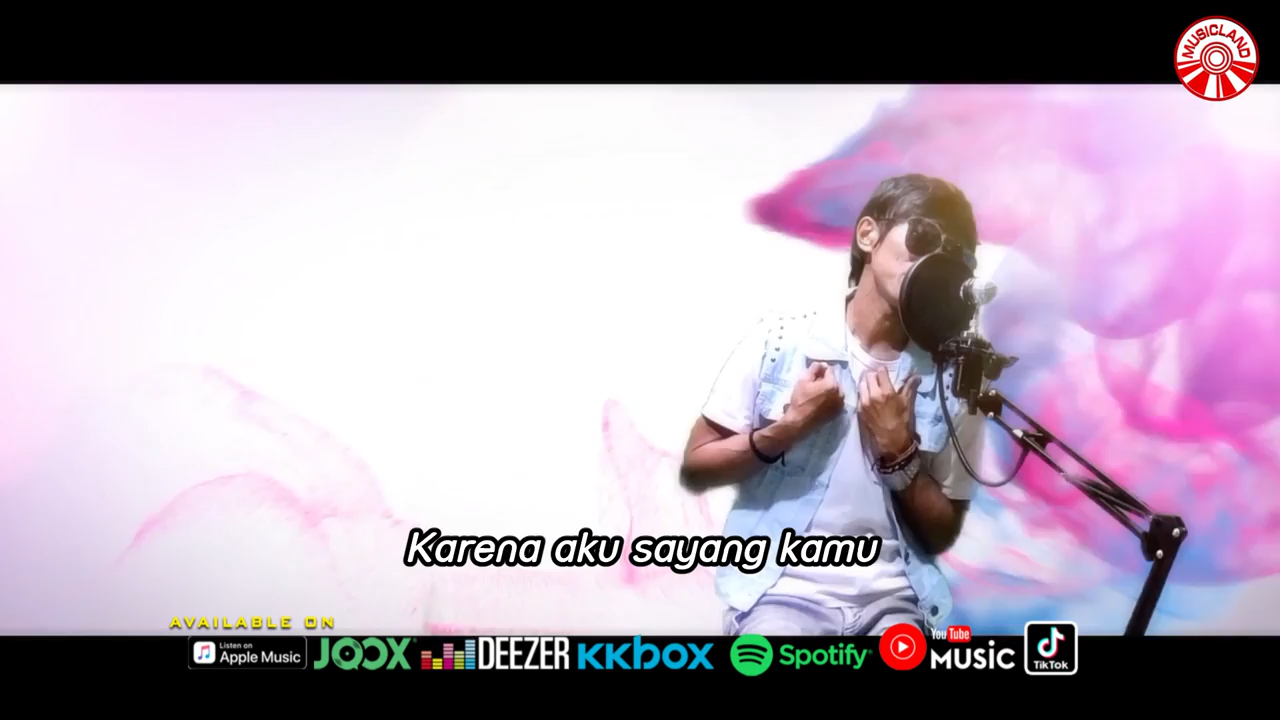 MUSICLAND
Karena aku sayang kamu
AVAILABLE ON
Listen on
Apple Music
JOOX
DEEZER
KKBOX
Spotify
YouTube
MUSIC
TikTok